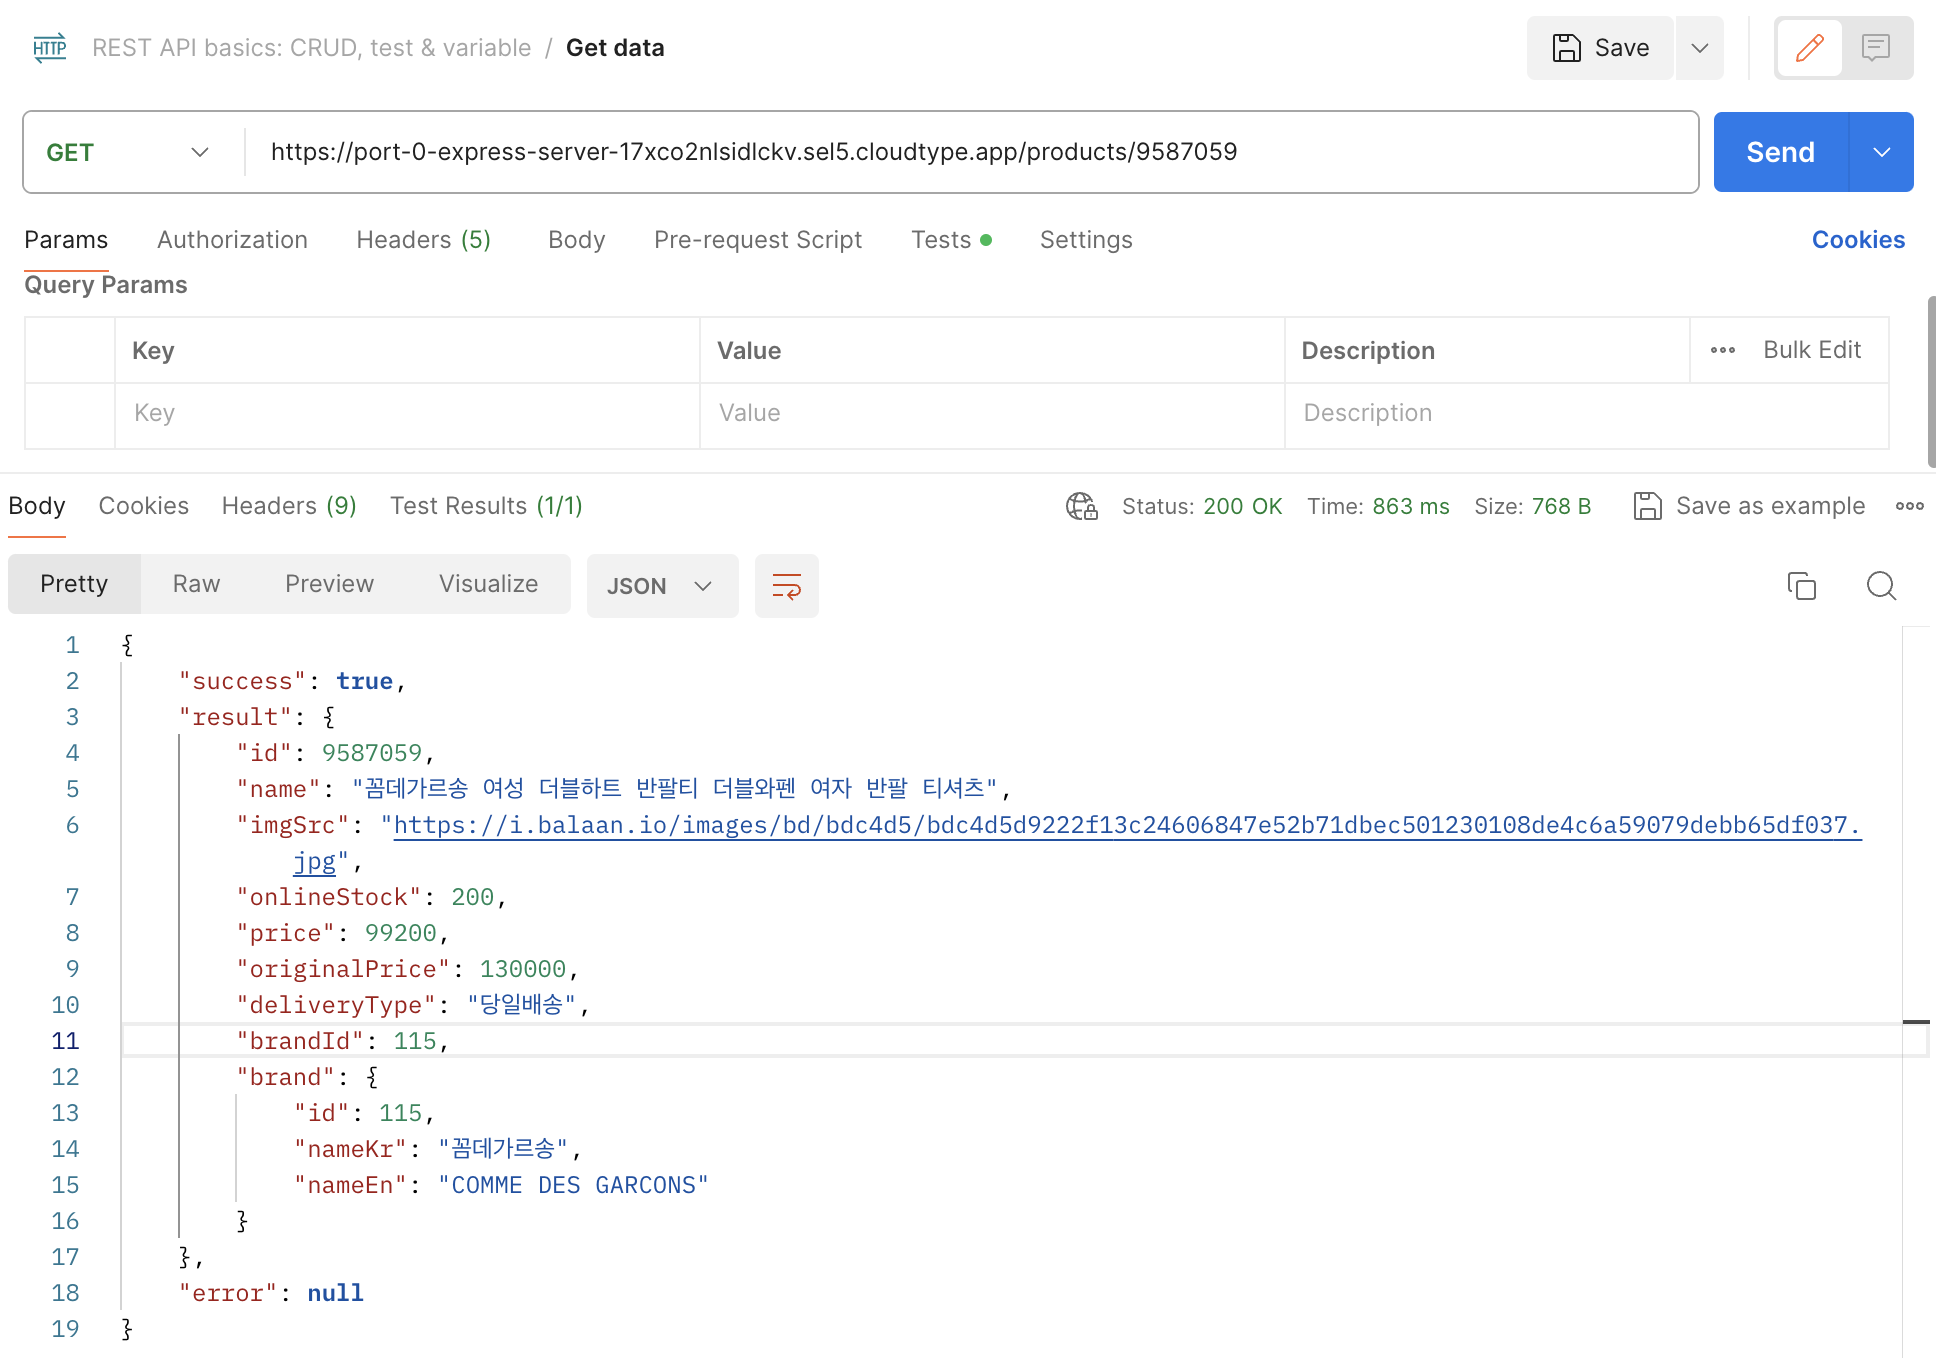 HTTP REST API basics: CRUD, test & variable / Get data Save
GET https://port-0-express-server-17xco2nlsidlckv.sel5.cloudtype.app/products/9587059 Send
Params Authorization Headers (5) Body Pre-request Script Tests Settings Cookies
Query Params
Key Value Description Bulk Edit
Key Value Description
Body Cookies Headers (9) Test Results (1/1) Status: 200 OK Time: 863 ms Size: 768 B Save as example
Pretty Raw Preview Visualize JSON
1 {
2 "success": true,
3 "result": {
4 "id": 9587059,
5 "name": "꼼데가르송 여성 더블하트 반팔티 더블와펜 여자 반팔 티셔츠",
6 "imgSrc": "https://i.balaan.io/images/bd/bdc4d5/bdc4d5d9222f13c24606847e52b71dbec501230108de4c6a59079debb65df037.
jpg",
7 "onlineStock": 200,
8 "price": 99200,
9 "originalPrice": 130000,
10 "deliveryType": "당일배송",
11 "brandId": 115,
12 "brand": {
13 "id": 115,
14 "nameKr": "꼼데가르송",
15 "nameEn": "COMME DES GARCONS"
16 }
17 },
18 "error": null
19 }